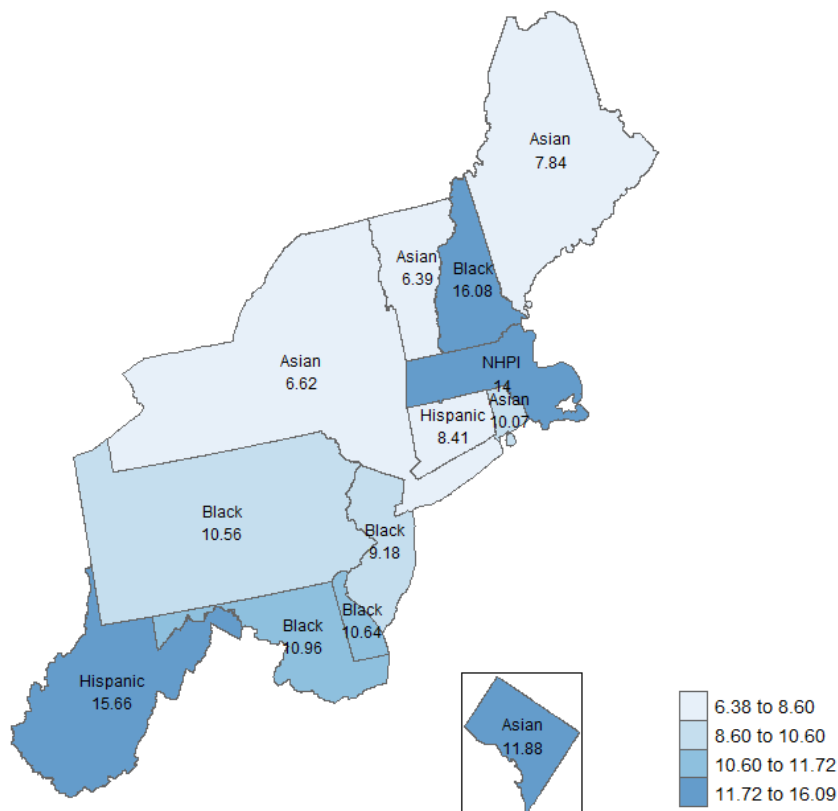 Asian
7.84
Asian
6.39
Black
16.08
Asian
6.62
NHPI
14
Hispanic
8.41
Asian
10.07
Black
10.56
Black
9.18
Black
10.96
Black
10.64
Hispanic
15.66
Asian
11.88
6.38 to 8.60
8.60 to 10.60
10.60 to 11.72
11.72 to 16.09